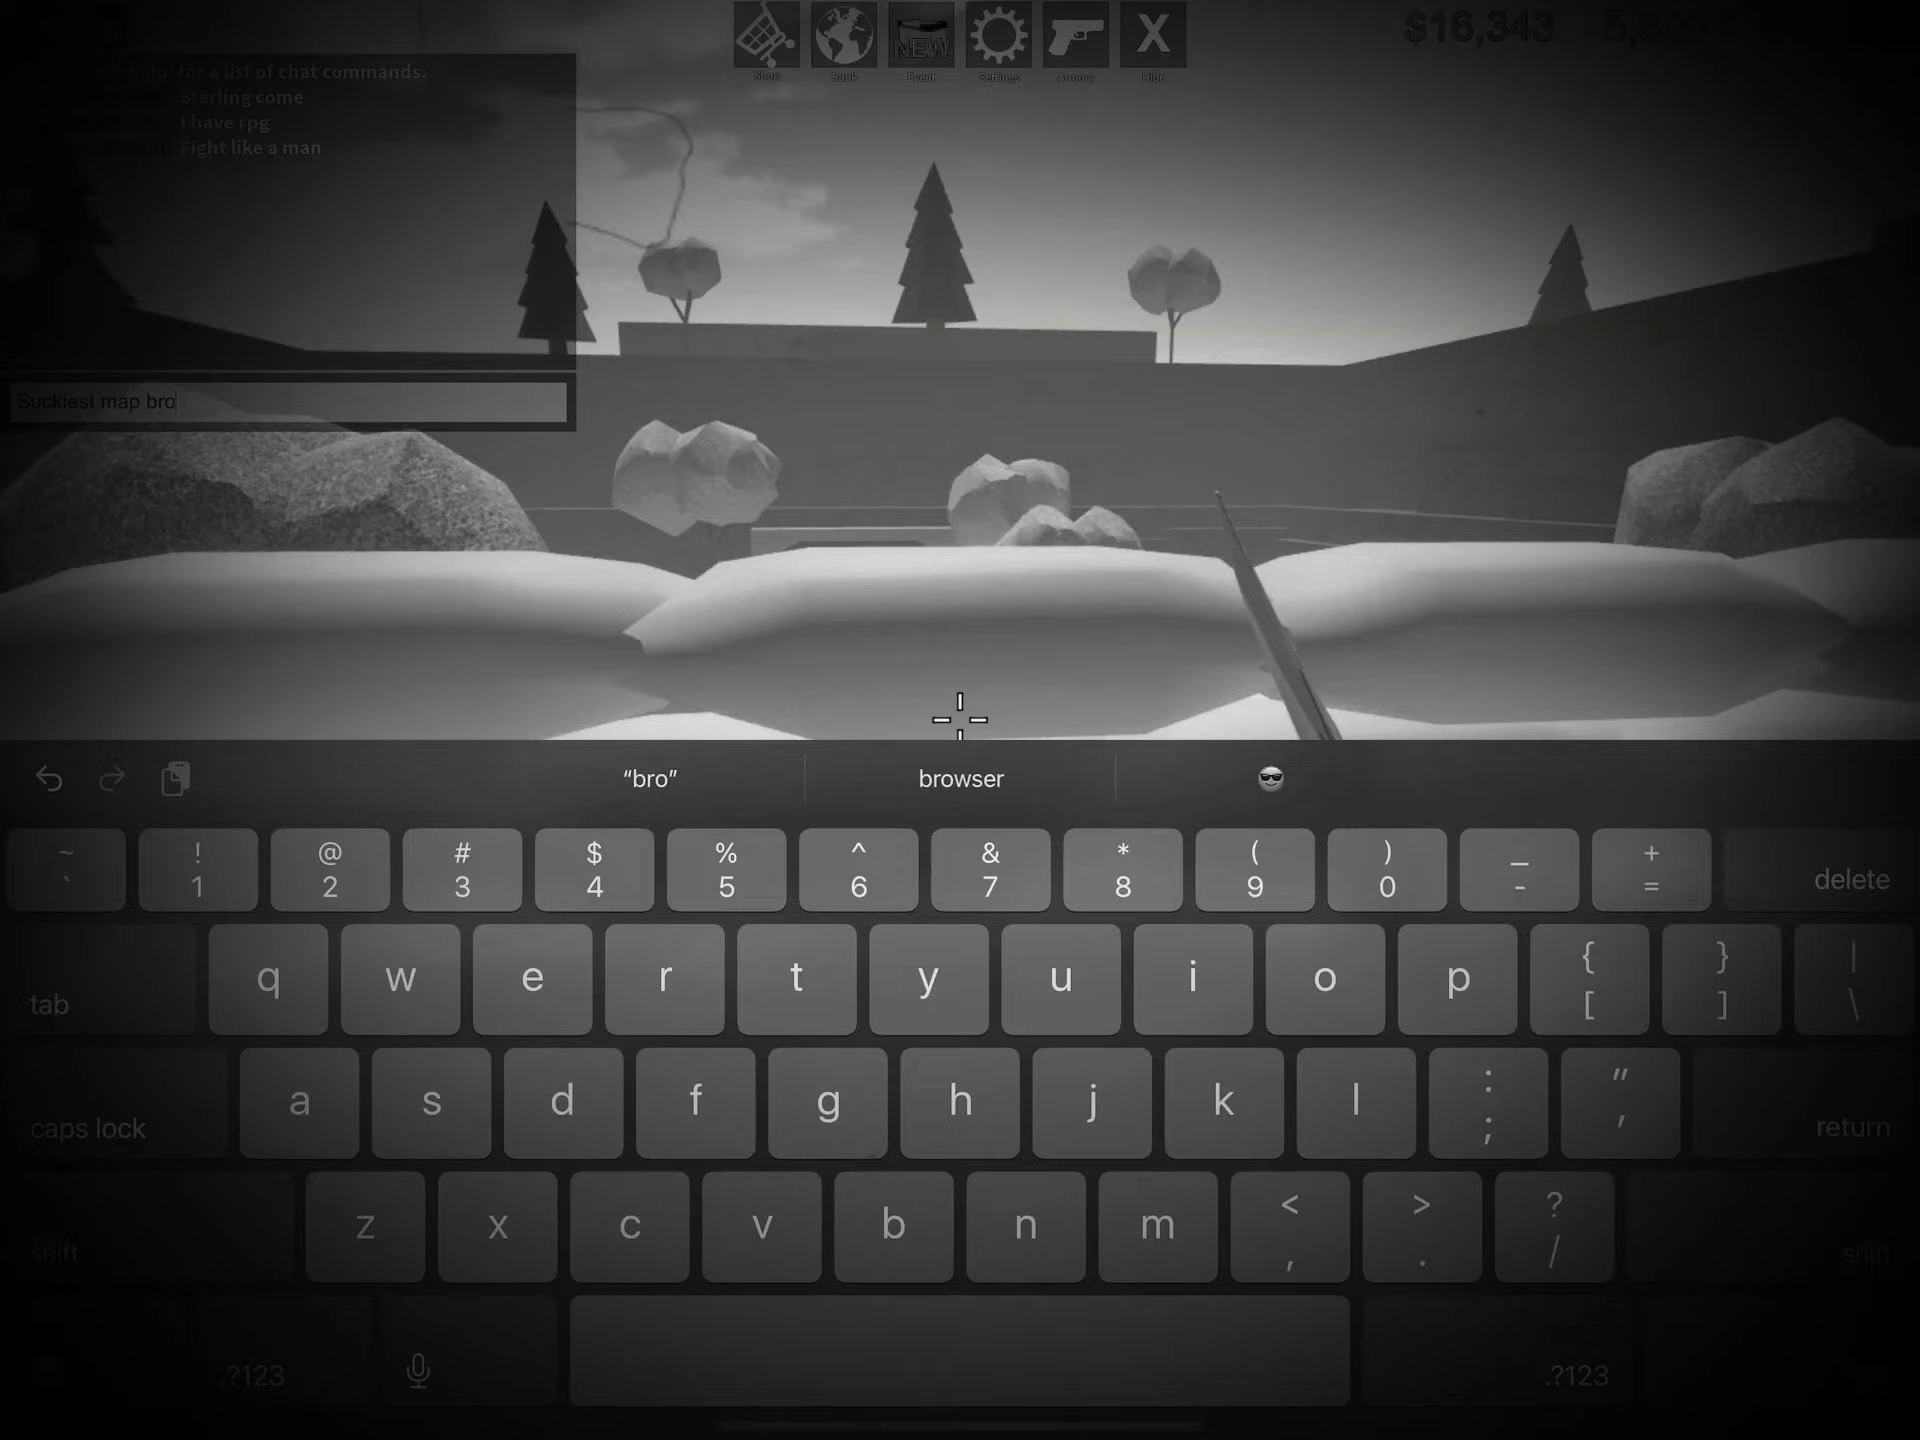 $16,343
Shop Rank Event Settings Armory Hide
NEW
X
for a list of chat commands.
Sterling come
I have rpg
Fight like a man
Suckiest map bro
“bro” browser
~ ! @ # $ % ^ & * ( ) _ +
` 1 2 3 4 5 6 7 8 9 0 - = delete
tab q w e r t y u i o p { } |
[ ] \
caps lock a s d f g h j k l : "
; ' return
shift z x c v b n m < > ? shift
, . /
.?123 .?123